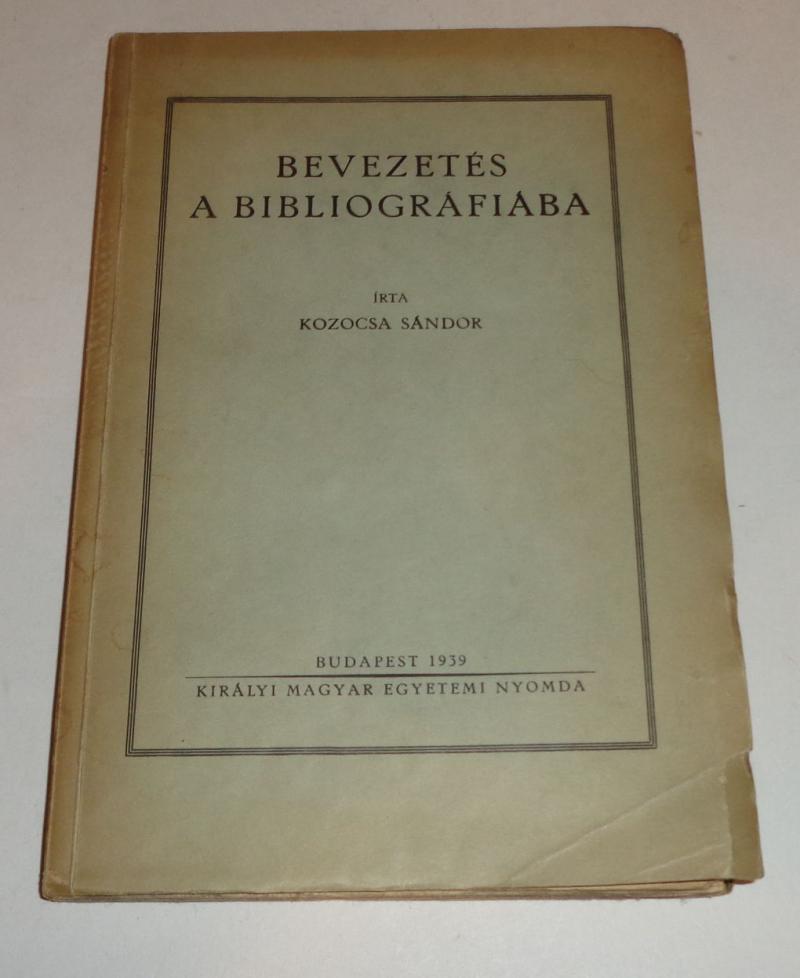 BEVEZETÉS
A BIBLIOGRÁFIÁBA
ÍRTA
KOZOCSA SÁNDOR
BUDAPEST 1939
KIRÁLYI MAGYAR EGYETEMI NYOMDA